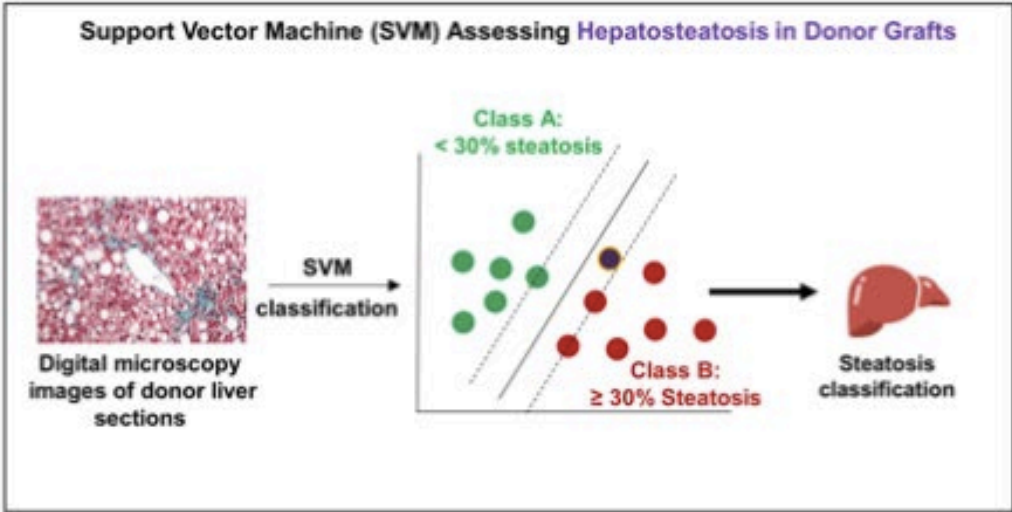 Support Vector Machine (SVM) Assessing Hepatosteatosis in Donor Grafts
Class A:
< 30% steatosis
SVM
classification
Digital microscopy
images of donor liver
sections
Class B:
≥ 30% Steatosis
Steatosis
classification